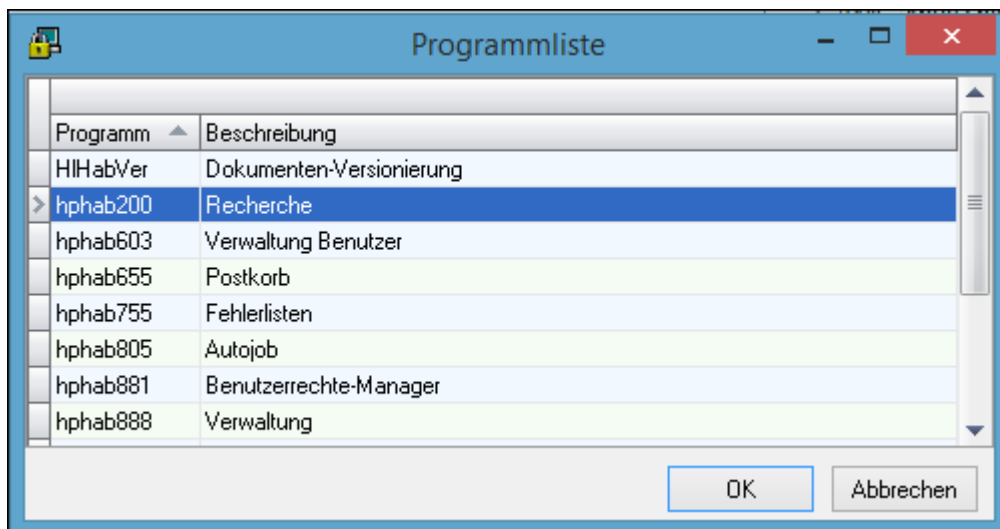 Programmliste
Programm Beschreibung
HIHabVer Dokumenten-Versionierung
hphab200 Recherche
hphab603 Verwaltung Benutzer
hphab655 Postkorb
hphab755 Fehlerlisten
hphab805 Autojob
hphab881 Benutzerrechte-Manager
hphab888 Verwaltung
OK Abbrechen